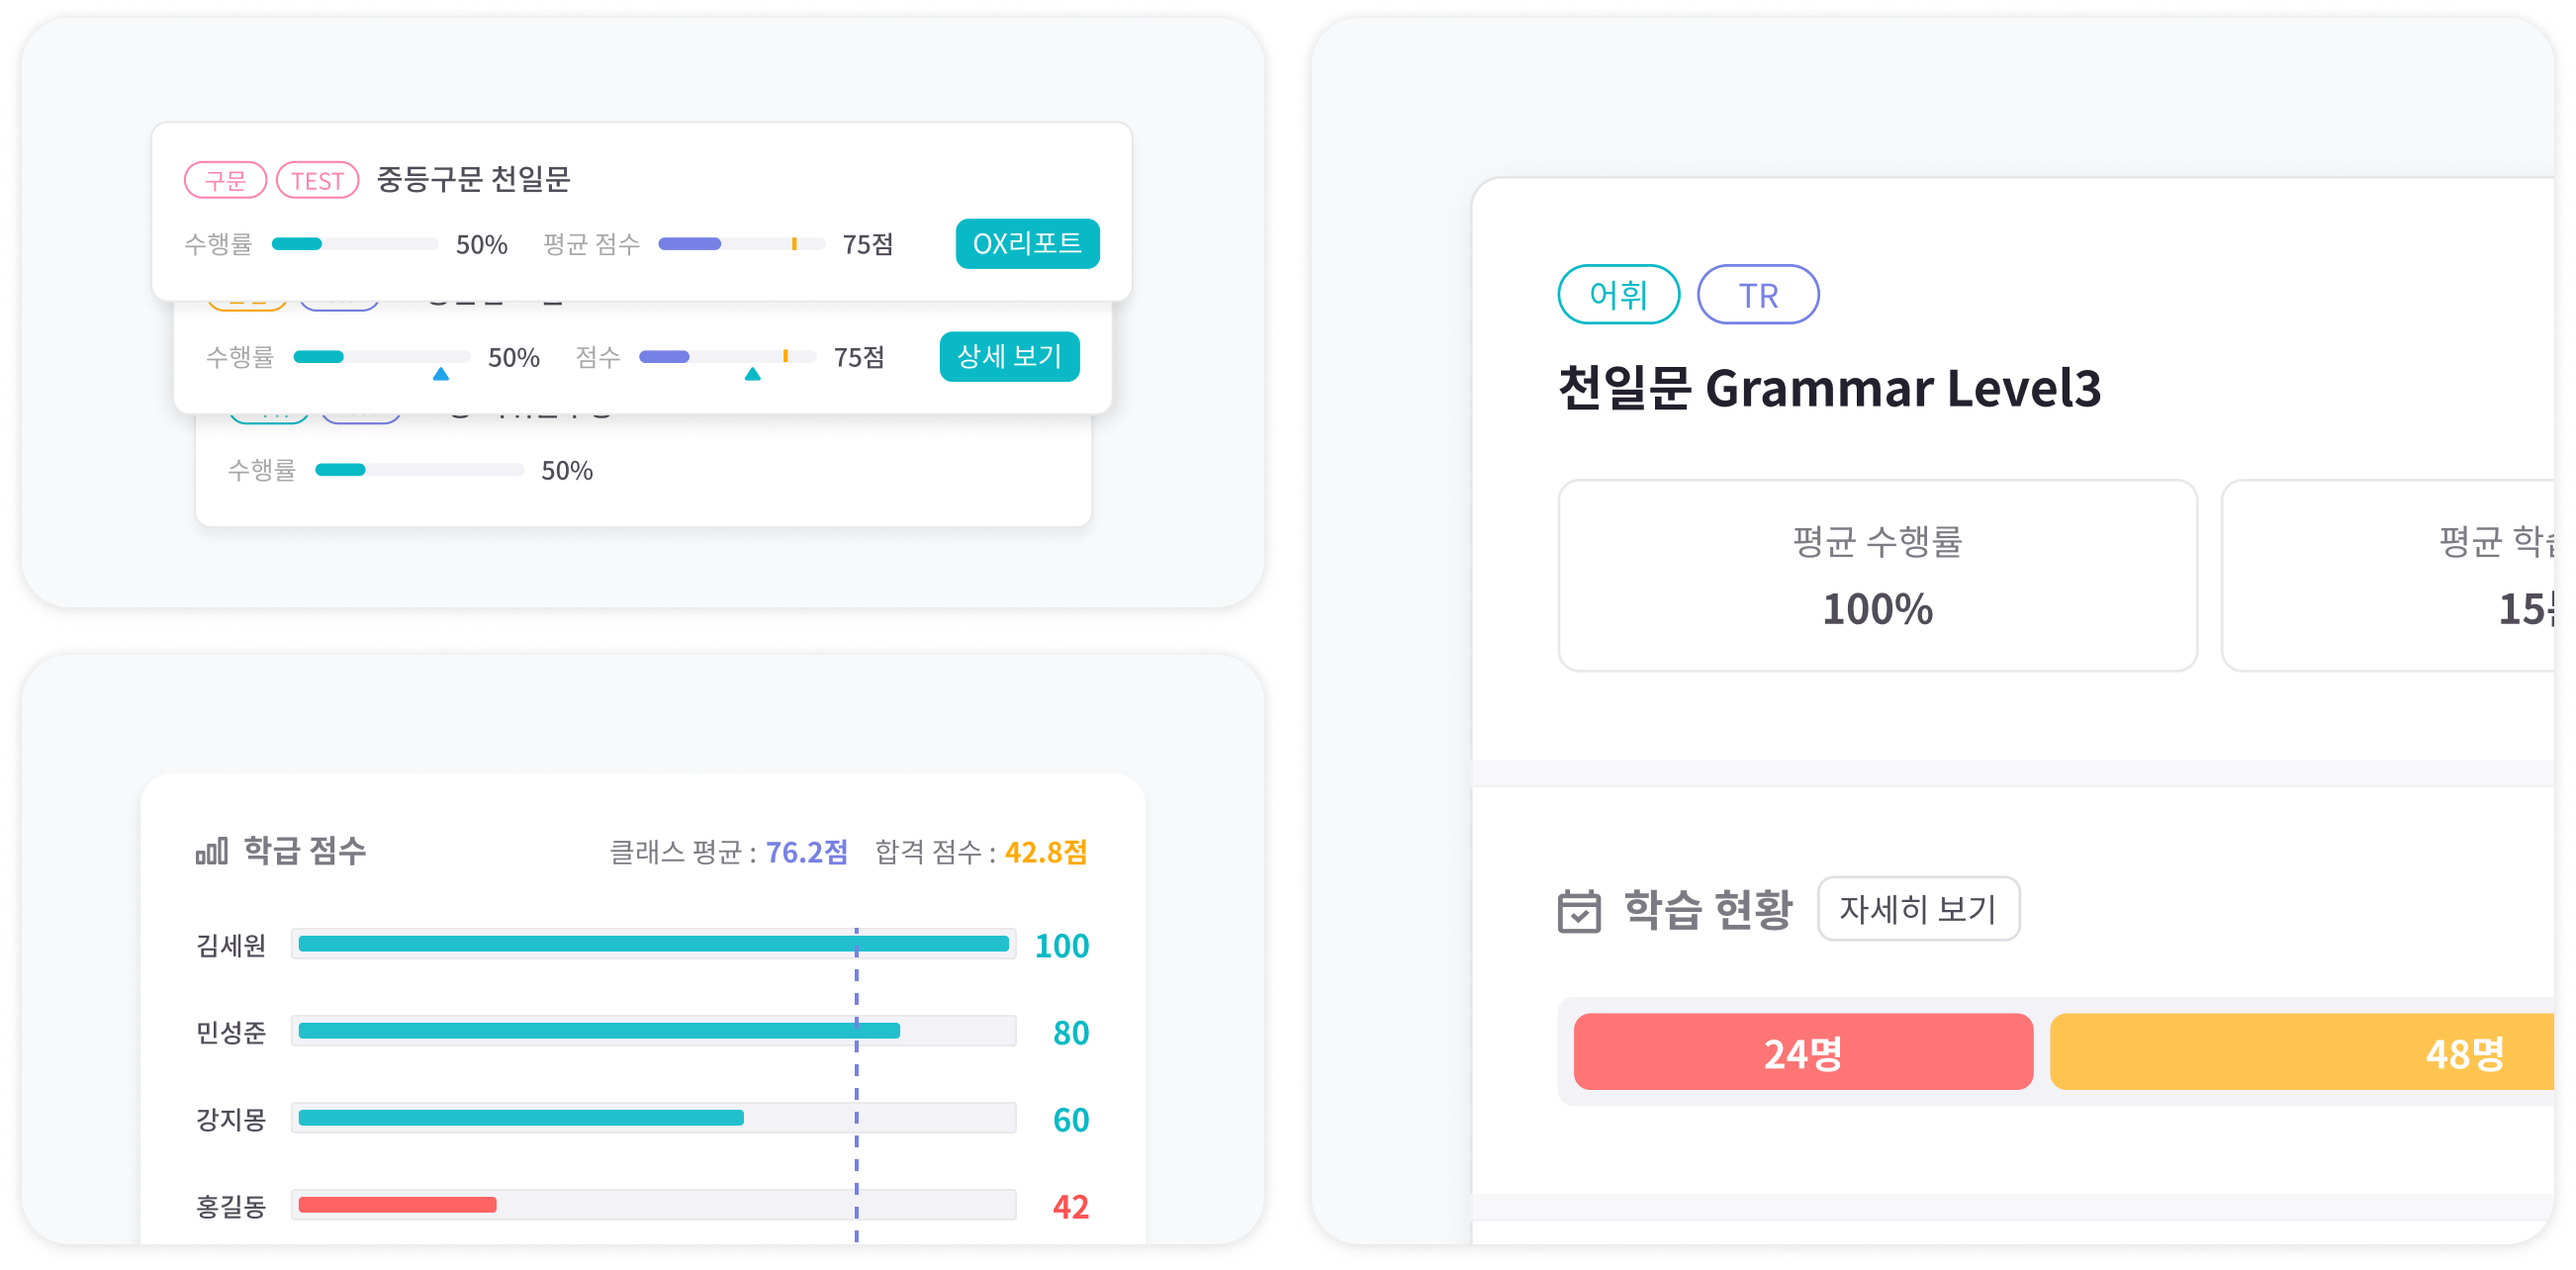 구문 TEST 중등구문 천일문
수행률 50% 평균 점수 75점 OX리포트
수행률 50% 점수 75점 상세 보기
수행률 50%
학급 점수 클래스 평균 : 76.2점 합격 점수 : 42.8점
김세원 100
민성준 80
강지몽 60
홍길동 42
어휘 TR
천일문 Grammar Level3
평균 수행률 평균
100% 15
학습 현황 자세히 보기
24명 48명